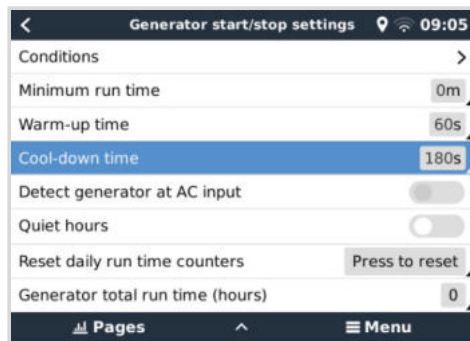 Generator start/stop settings 09:05
Conditions
Minimum run time 0m
Warm-up time 60s
Cool-down time 180s
Detect generator at AC input
Quiet hours
Reset daily run time counters Press to reset
Generator total run time (hours) 0
Pages Menu